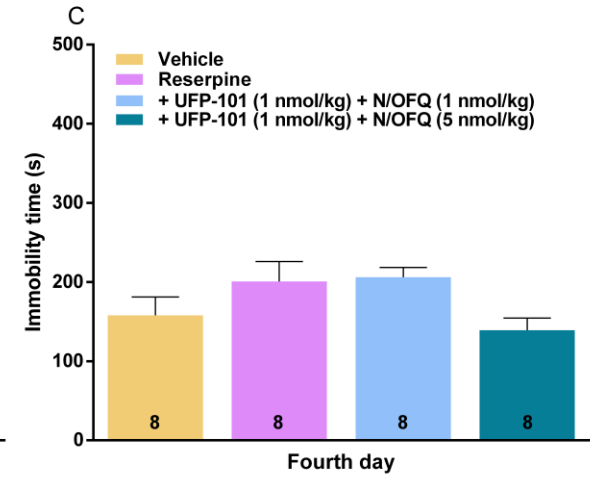 C
500
400
300
200
100
0
Immobility time (s)
Vehicle
Reserpine
+ UFP-101 (1 nmol/kg) + N/OFQ (1 nmol/kg)
+ UFP-101 (1 nmol/kg) + N/OFQ (5 nmol/kg)
8 8 8 8
Fourth day